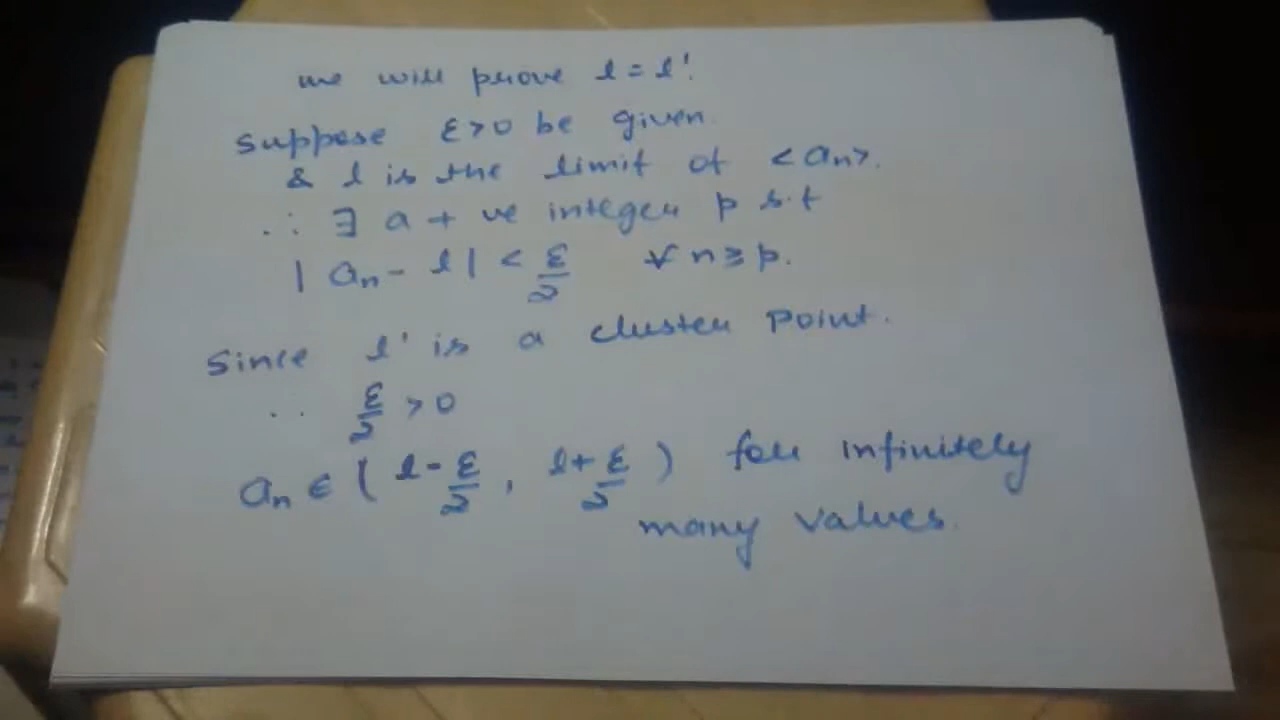 we will prove l = l'.
Suppose ε>0 be given.
& l is the limit of <an>.
∴ ∃ a +ve integer p s.t
| an - l | < ε/2 ∀ n ≥ p.
Since l' is a cluster point.
∴ ε/2 > 0
an ∈ ( l - ε/2 , l + ε/2 ) for infinitely
many values.